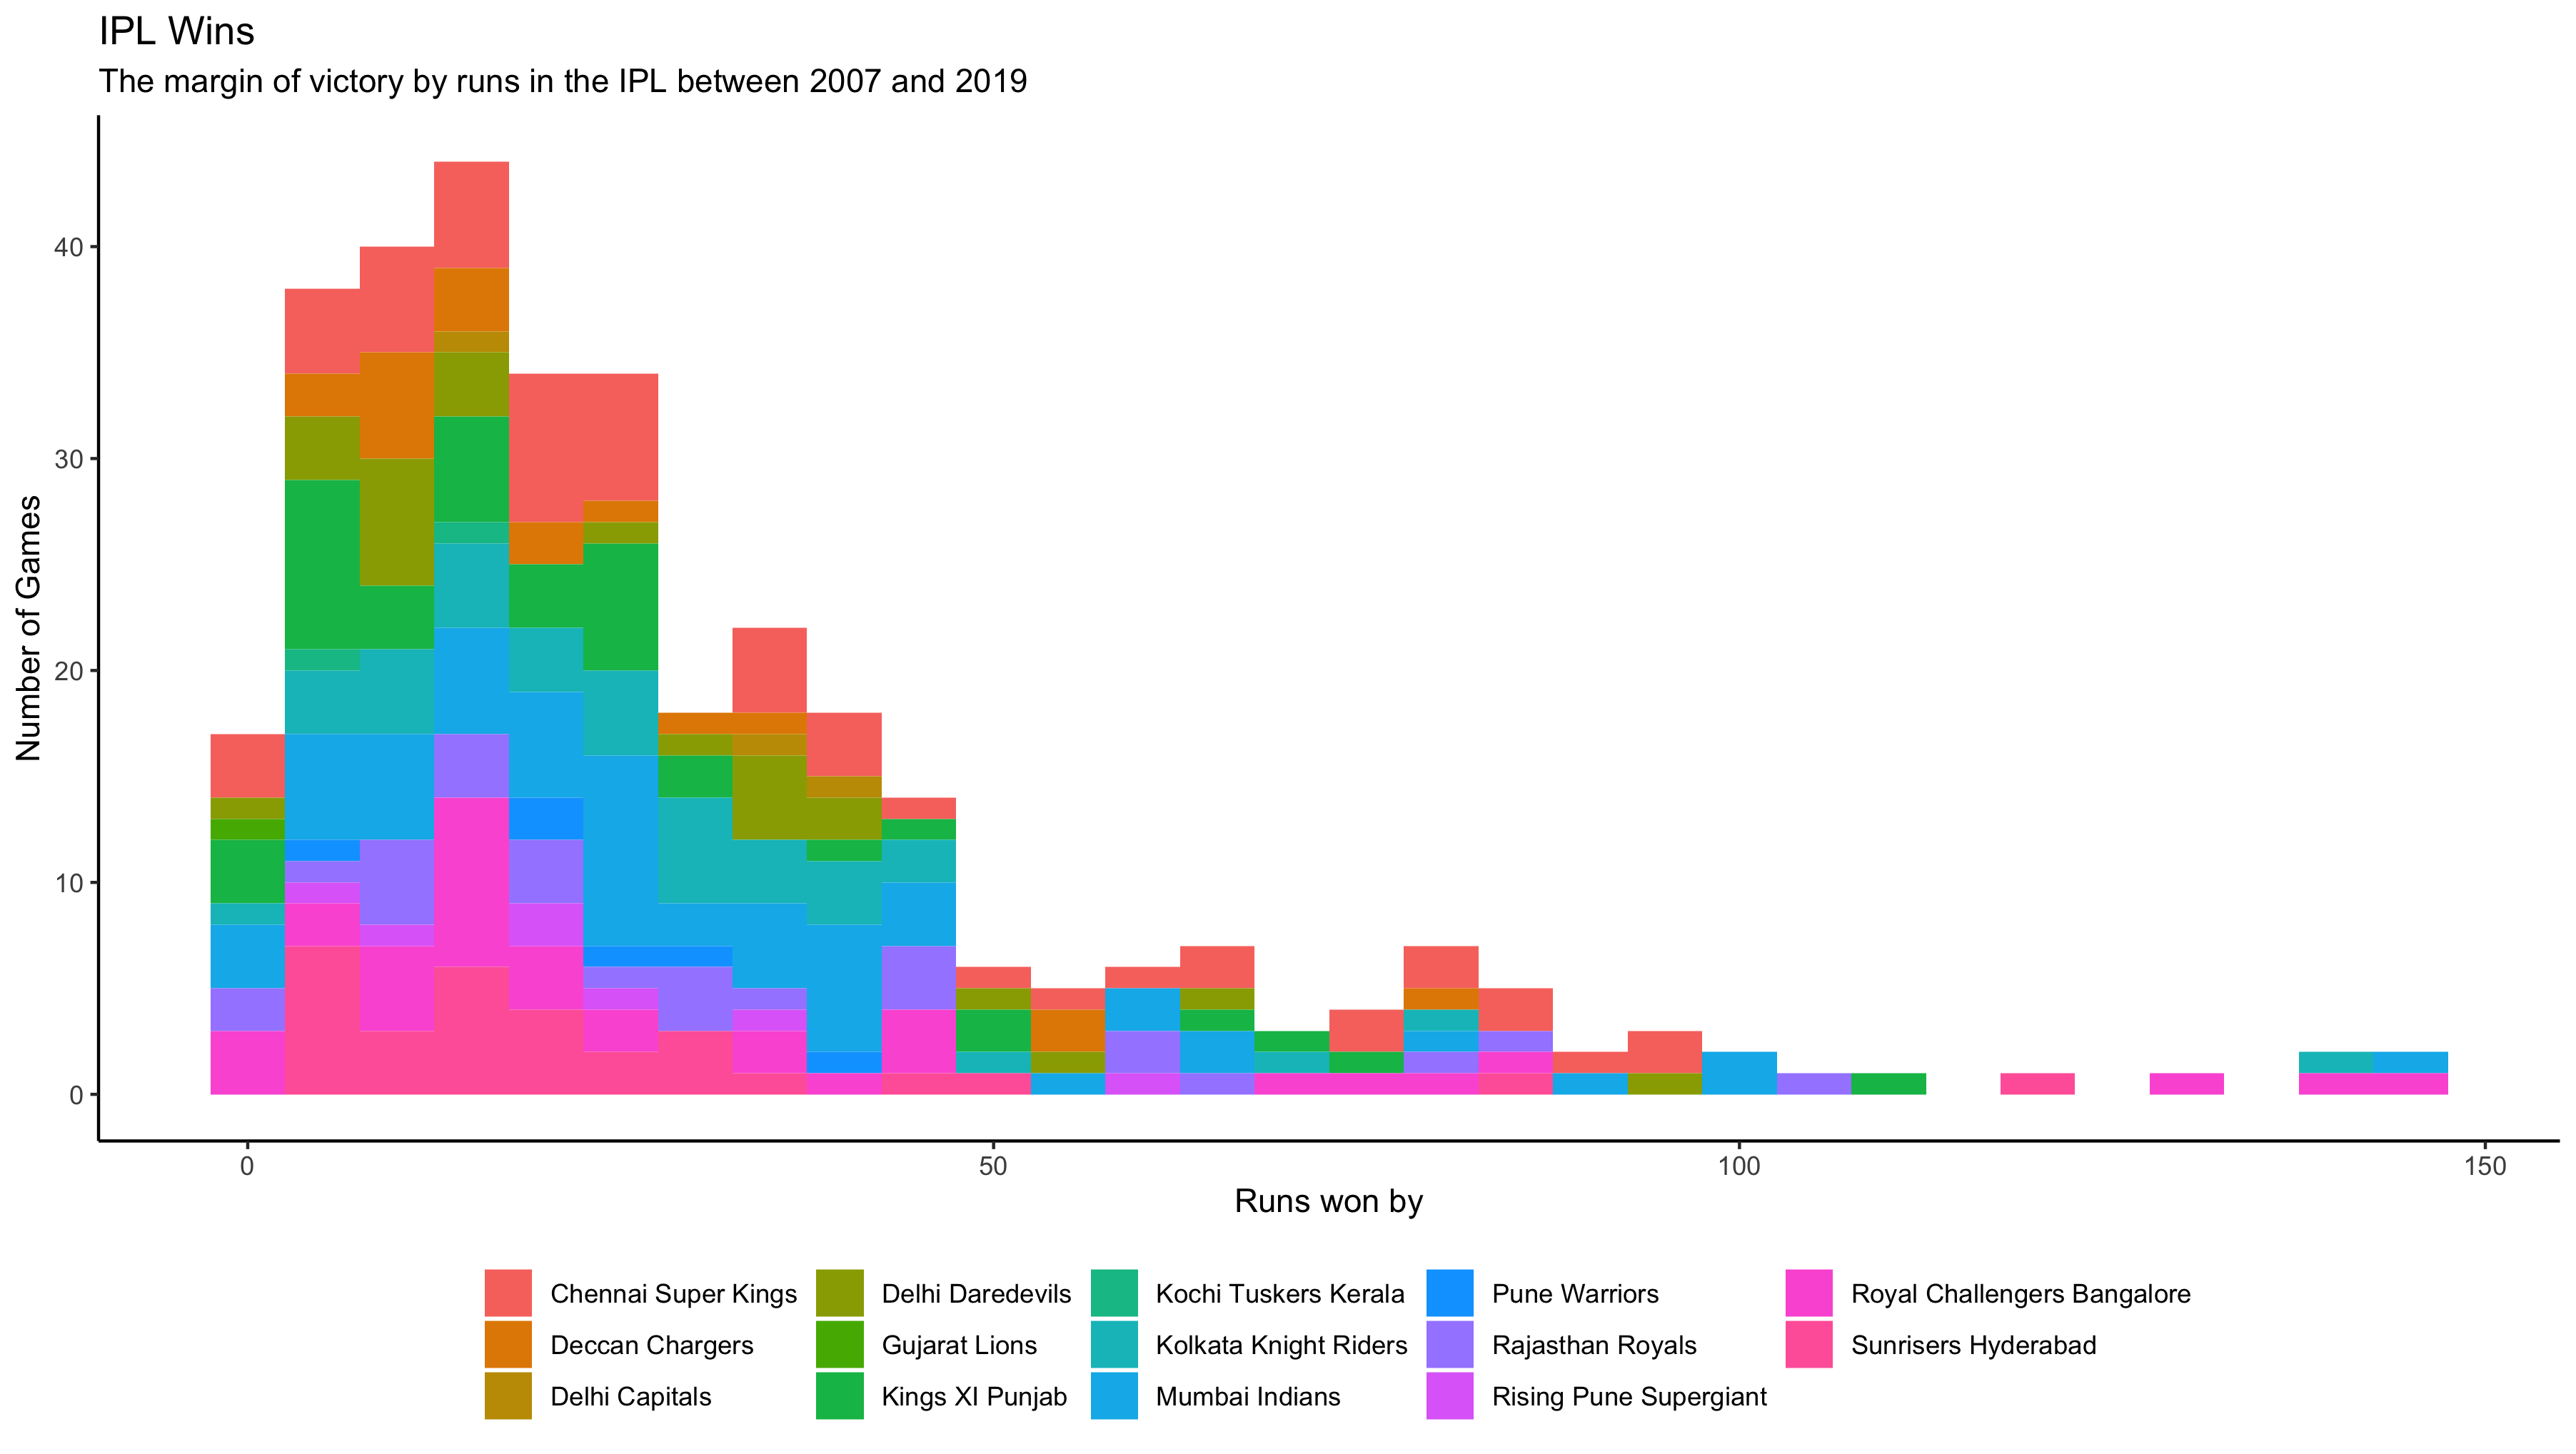 IPL Wins
The margin of victory by runs in the IPL between 2007 and 2019
Number of Games
40
30
20
10
0
0 50 100 150
Runs won by
Chennai Super Kings Delhi Daredevils Kochi Tuskers Kerala Pune Warriors Royal Challengers Bangalore
Deccan Chargers Gujarat Lions Kolkata Knight Riders Rajasthan Royals Sunrisers Hyderabad
Delhi Capitals Kings XI Punjab Mumbai Indians Rising Pune Supergiant